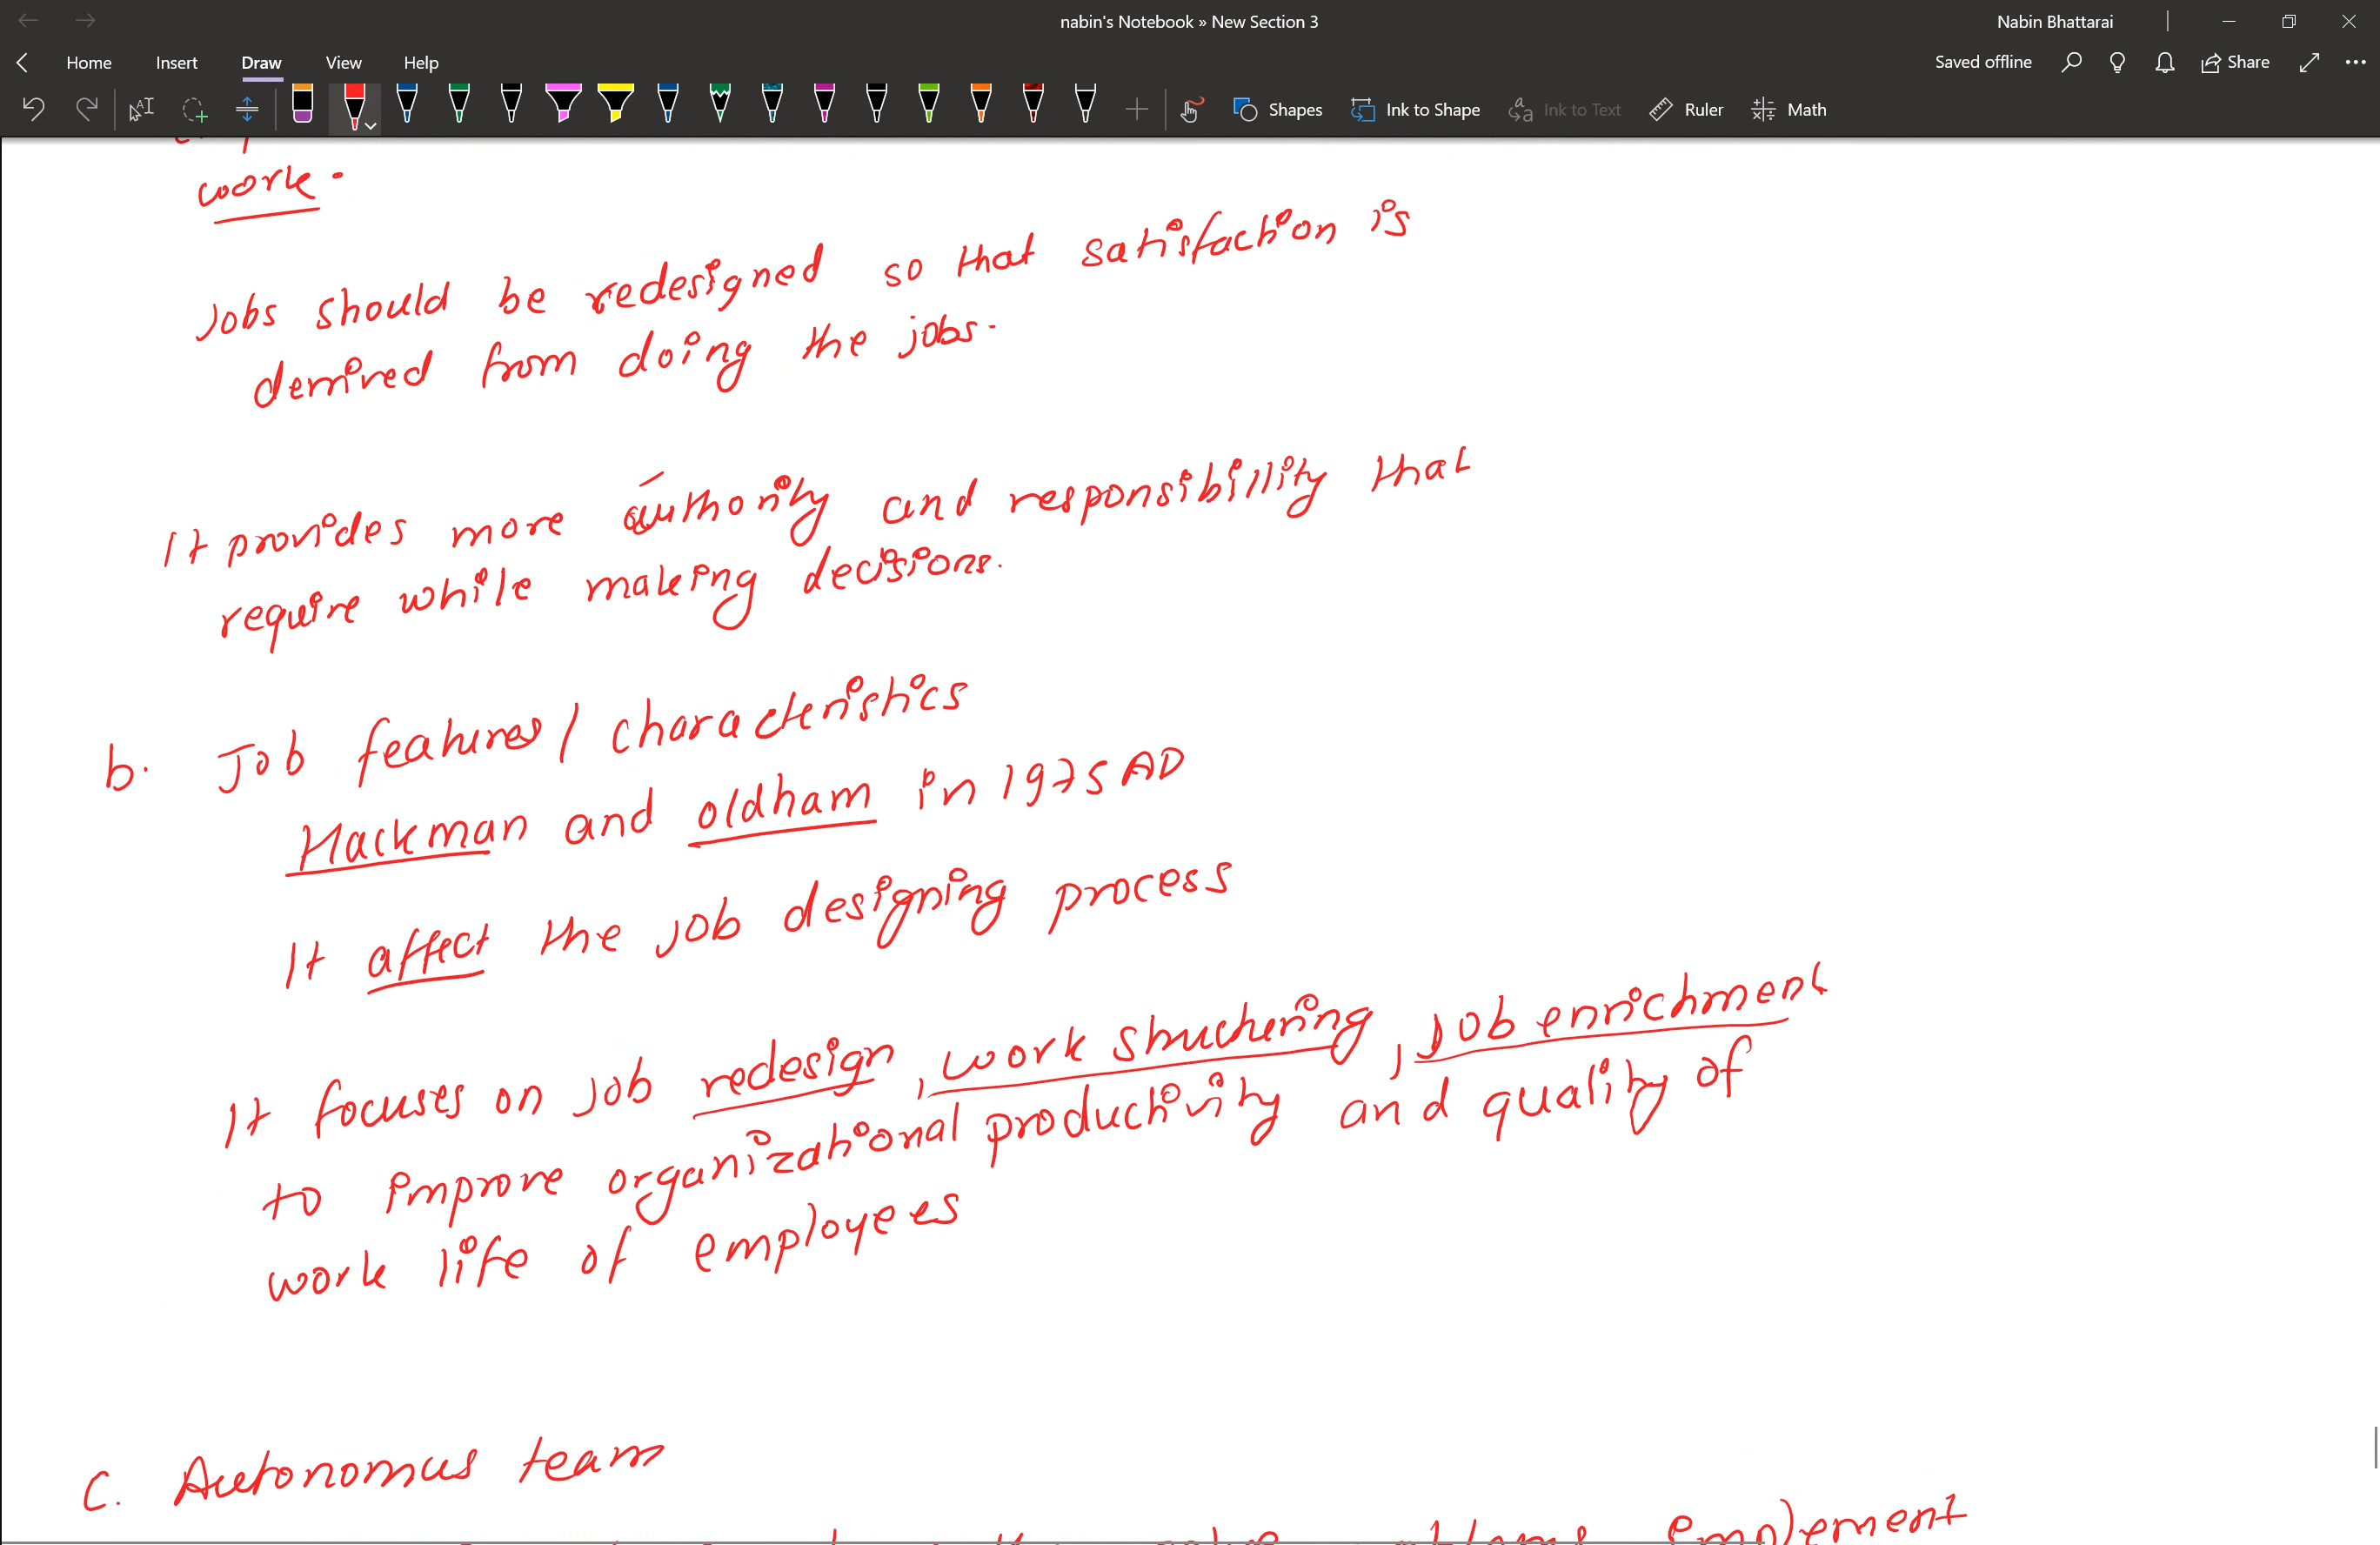 nabin's Notebook » New Section 3
Nabin Bhattarai
Home Insert Draw View Help
Saved offline
Share
Shapes Ink to Shape Ink to Text Ruler Math
work.
Jobs should be redesigned so that satisfaction is
derived from doing the jobs.
It provides more authority and responsibillity that
require while making decisions.
b. Job features / characteristics
Hackman and oldham in 1975 AD
It affect the job designing process
It focuses on job redesign, work structering, Job enrichment
to improve organizational productivity and quality of
work life of employees
C. Autonomus team
implement